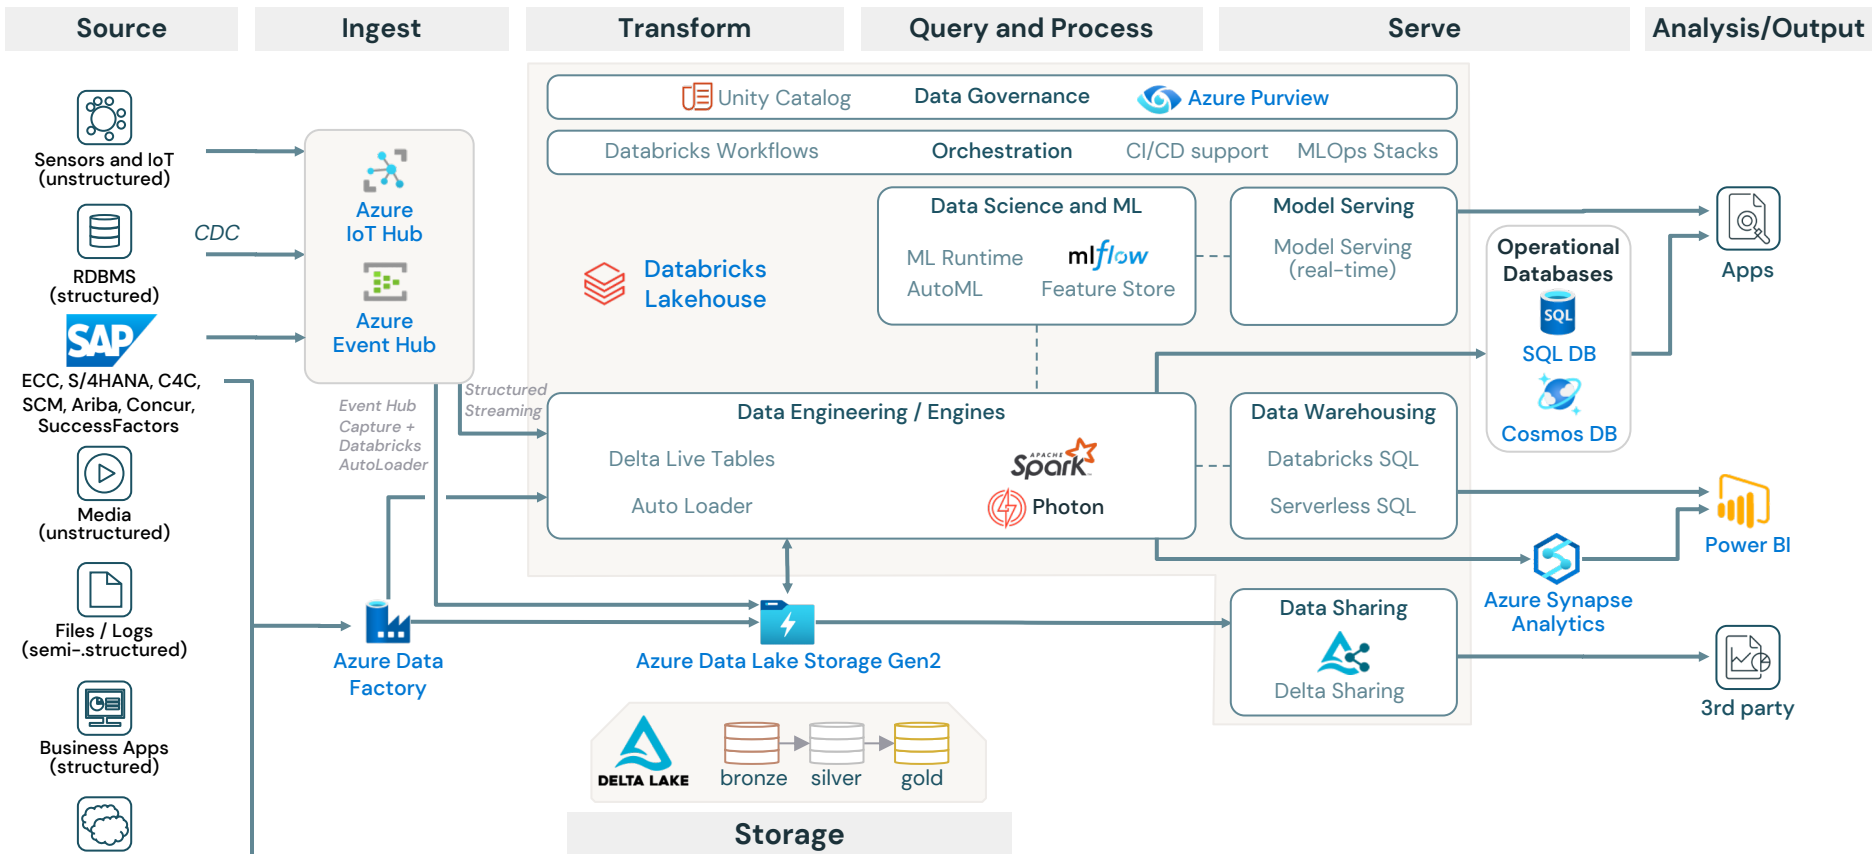 Source
Ingest
Transform
Query and Process
Serve
Analysis/Output
Sensors and IoT
(unstructured)
RDBMS
(structured)
CDC
SAP
ECC, S/4HANA, C4C,
SCM, Ariba, Concur,
SuccessFactors
Media
(unstructured)
Files / Logs
(semi-.structured)
Business Apps
(structured)
Azure
IoT Hub
Azure
Event Hub
Event Hub
Capture +
Databricks
AutoLoader
Structured
Streaming
Azure Data
Factory
Unity Catalog
Data Governance
Azure Purview
Databricks Workflows
Orchestration
CI/CD support
MLOps Stacks
Databricks
Lakehouse
Data Science and ML
ML Runtime
mlflow
AutoML
Feature Store
Model Serving
Model Serving
(real-time)
Data Engineering / Engines
Delta Live Tables
APACHE
Spark
Auto Loader
Photon
Data Warehousing
Databricks SQL
Serverless SQL
Operational
Databases
SQL
SQL DB
Cosmos DB
Azure Data Lake Storage Gen2
Data Sharing
Delta Sharing
Azure Synapse
Analytics
Apps
Power BI
3rd party
DELTA LAKE
bronze
silver
gold
Storage